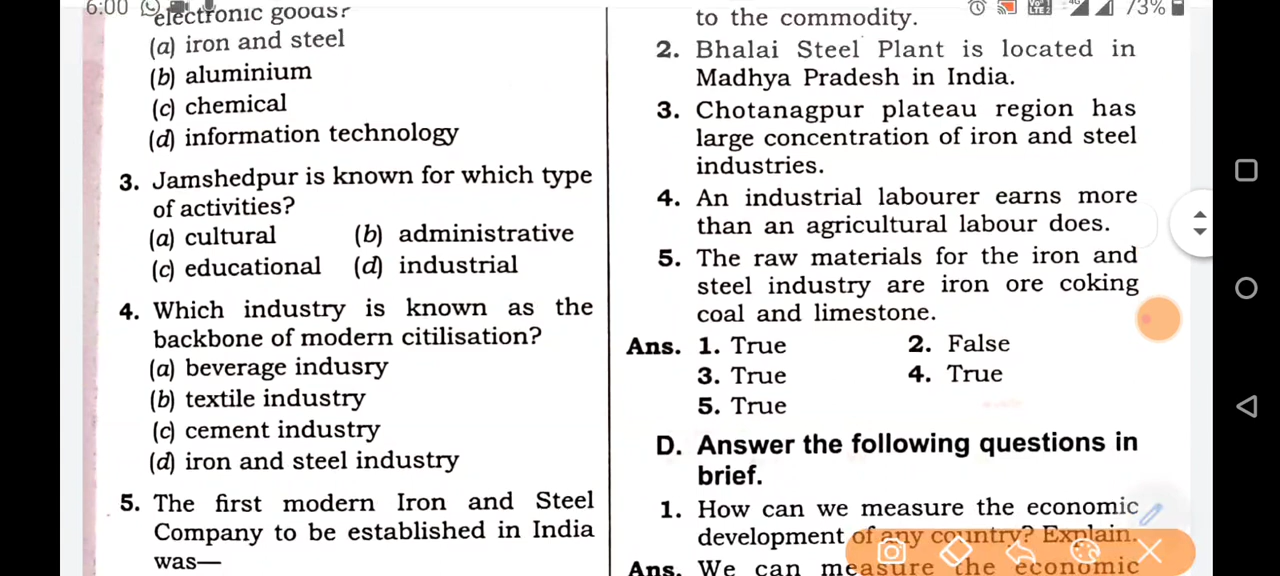 6:00
73%
electronic goods?
(a) iron and steel
(b) aluminium
(c) chemical
(d) information technology
3. Jamshedpur is known for which type
of activities?
(a) cultural (b) administrative
(c) educational (d) industrial
4. Which industry is known as the
backbone of modern citilisation?
(a) beverage indusry
(b) textile industry
(c) cement industry
(d) iron and steel industry
5. The first modern Iron and Steel
Company to be established in India
was—
to the commodity.
2. Bhalai Steel Plant is located in
Madhya Pradesh in India.
3. Chotanagpur plateau region has
large concentration of iron and steel
industries.
4. An industrial labourer earns more
than an agricultural labour does.
5. The raw materials for the iron and
steel industry are iron ore coking
coal and limestone.
Ans. 1. True 2. False
3. True 4. True
5. True
D. Answer the following questions in
brief.
1. How can we measure the economic
development of any country? Explain.
Ans. We can measure the economic